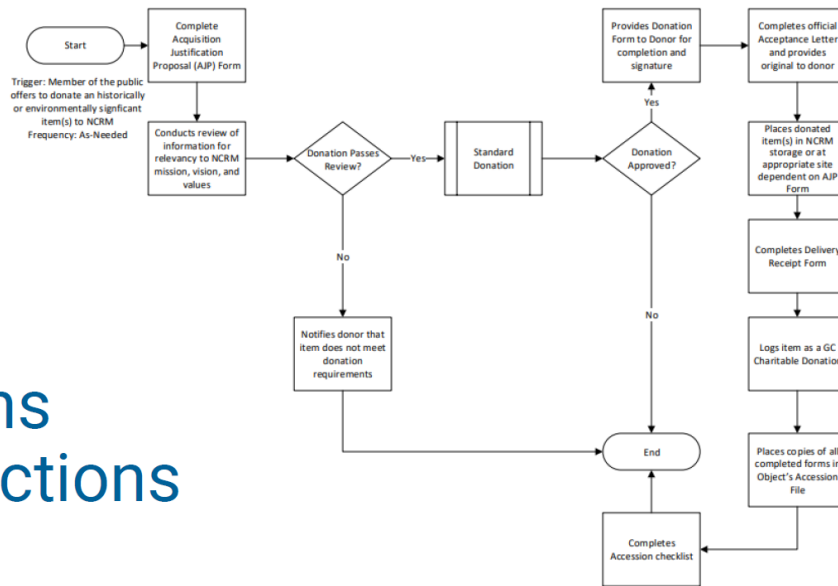 Start
Trigger: Member of the public
offers to donate an historically
or environmentally signficant
item(s) to NCRM
Frequency: As-Needed
Complete
Acquisition
Justification
Proposal (AJP) Form
Conducts review of
information for
relevancy to NCRM
mission, vision, and
values
Donation Passes
Review?
Yes
No
Notifies donor that
item does not meet
donation
requirements
Standard
Donation
Donation
Approved?
Yes
No
Provides Donation
Form to Donor for
completion and
signature
Completes official
Acceptance Letter
and provides
original to donor
Places donated
item(s) in NCRM
storage or at
appropriate site
dependent on AJP
Form
Completes Delivery
Receipt Form
Logs item as a GC
Charitable Donation
Places copies of all
completed forms in
Object's Accession
File
Completes
Accession checklist
End
ns
ctions